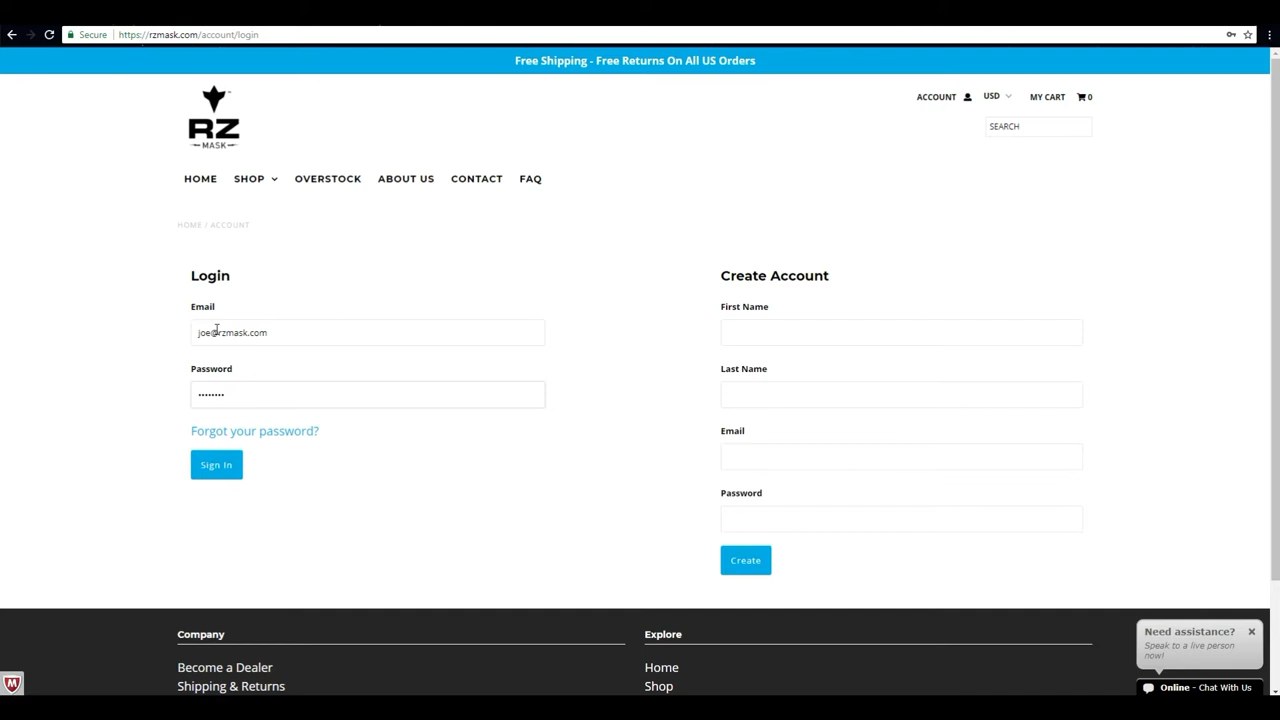 Secure https://rzmask.com/account/login
Free Shipping - Free Returns On All US Orders
RZ
MASK
ACCOUNT USD MY CART 0
SEARCH
HOME SHOP OVERSTOCK ABOUT US CONTACT FAQ
HOME / ACCOUNT
Login
Email
joe@rzmask.com
Password
••••••••
Forgot your password?
Sign In
Create Account
First Name
Last Name
Email
Password
Create
Company
Become a Dealer
Shipping & Returns
Explore
Home
Shop
Need assistance?
Speak to a live person
now!
Online - Chat With Us